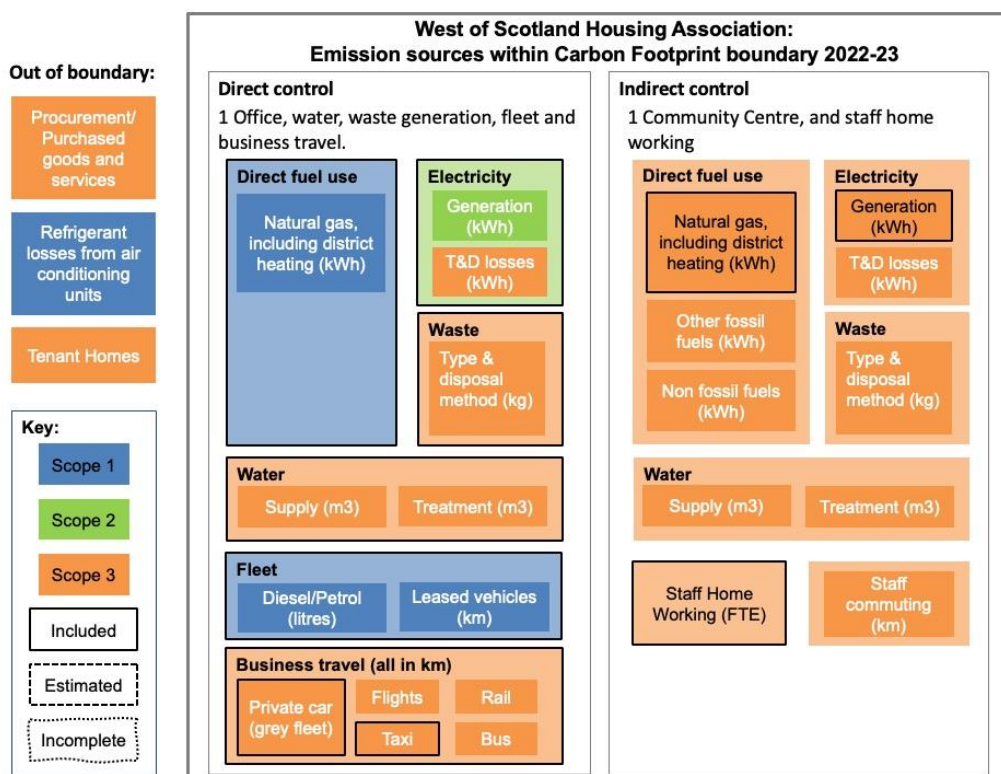 West of Scotland Housing Association:
Emission sources within Carbon Footprint boundary 2022-23
Out of boundary:
Procurement/
Purchased
goods and
services
Refrigerant
losses from air
conditioning
units
Tenant Homes
Key:
Scope 1
Scope 2
Scope 3
Included
Estimated
Incomplete
Direct control
1 Office, water, waste generation, fleet and
business travel.
Direct fuel use
Natural gas,
including district
heating (kWh)
Electricity
Generation
(kWh)
T&D losses
(kWh)
Waste
Type &
disposal
method (kg)
Water
Supply (m3)
Treatment (m3)
Fleet
Diesel/Petrol
(litres)
Leased vehicles
(km)
Business travel (all in km)
Private car
(grey fleet)
Flights
Rail
Taxi
Bus
Indirect control
1 Community Centre, and staff home
working
Direct fuel use
Natural gas,
including district
heating (kWh)
Other fossil
fuels (kWh)
Non fossil fuels
(kWh)
Electricity
Generation
(kWh)
T&D losses
(kWh)
Waste
Type &
disposal
method (kg)
Water
Supply (m3)
Treatment (m3)
Staff Home
Working (FTE)
Staff
commuting
(km)